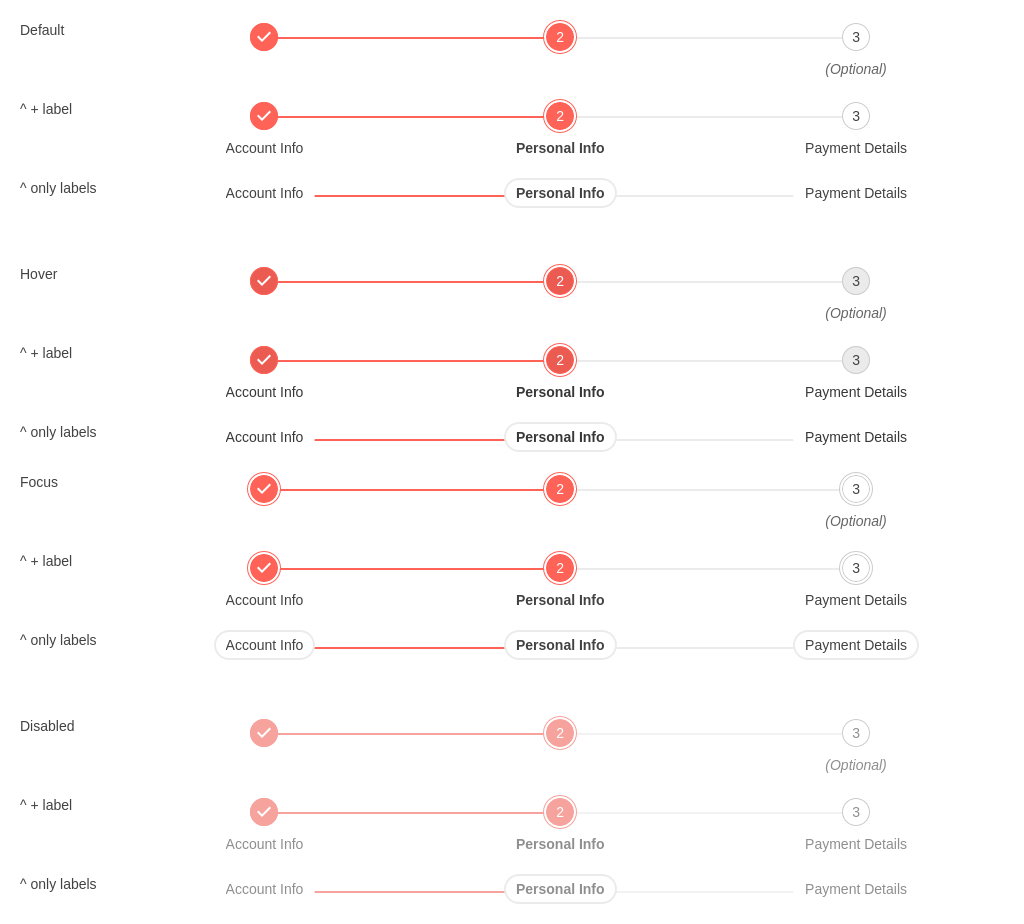 Default 2 3
(Optional)
^ + label 2 3
Account Info Personal Info Payment Details
^ only labels Account Info Personal Info Payment Details
Hover 2 3
(Optional)
^ + label 2 3
Account Info Personal Info Payment Details
^ only labels Account Info Personal Info Payment Details
Focus 2 3
(Optional)
^ + label 2 3
Account Info Personal Info Payment Details
^ only labels Account Info Personal Info Payment Details
Disabled 2 3
(Optional)
^ + label 2 3
Account Info Personal Info Payment Details
^ only labels Account Info Personal Info Payment Details